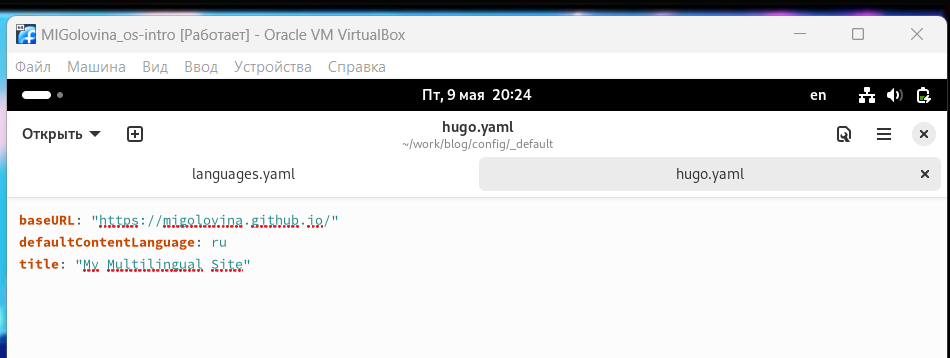 MIGolovina_os-intro [Работает] - Oracle VM VirtualBox
Файл Машина Вид Ввод Устройства Справка
Пт, 9 мая 20:24 en
Открыть hugo.yaml
~/work/blog/config/_default
languages.yaml hugo.yaml
baseURL: "https://migolovina.github.io/"
defaultContentLanguage: ru
title: "My Multilingual Site"